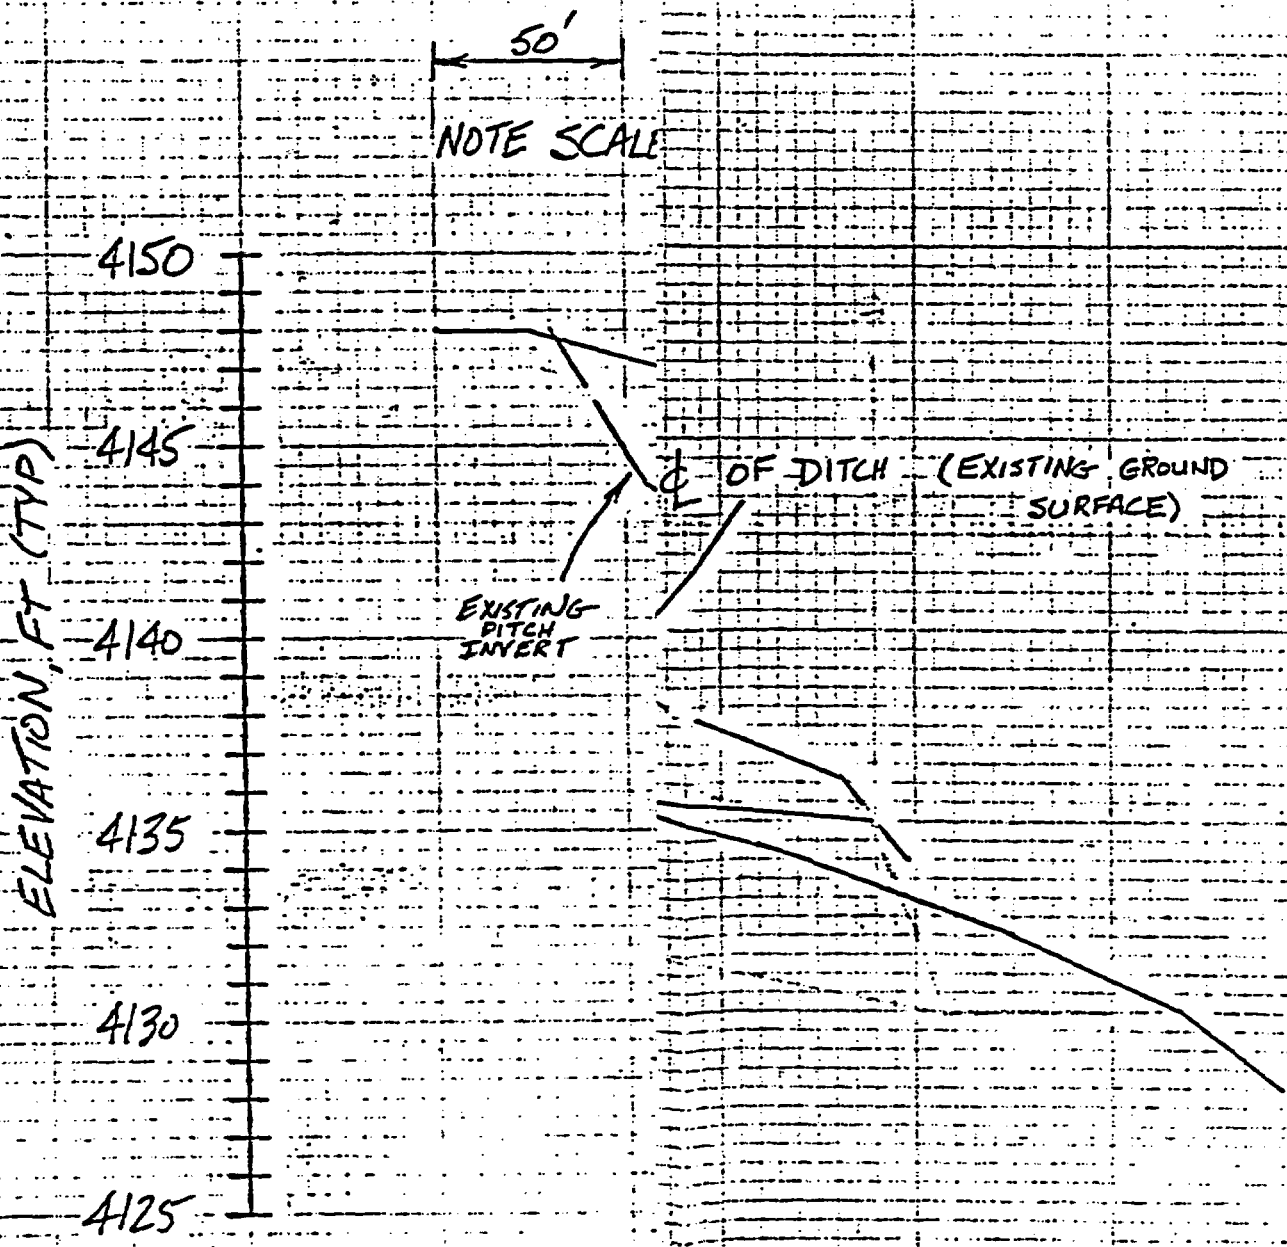 50'
NOTE SCALE
4150
4145
℄ OF DITCH (EXISTING GROUND
SURFACE)
EXISTING
DITCH
INVERT
4140
ELEVATION, FT (TYP)
4135
4130
4125